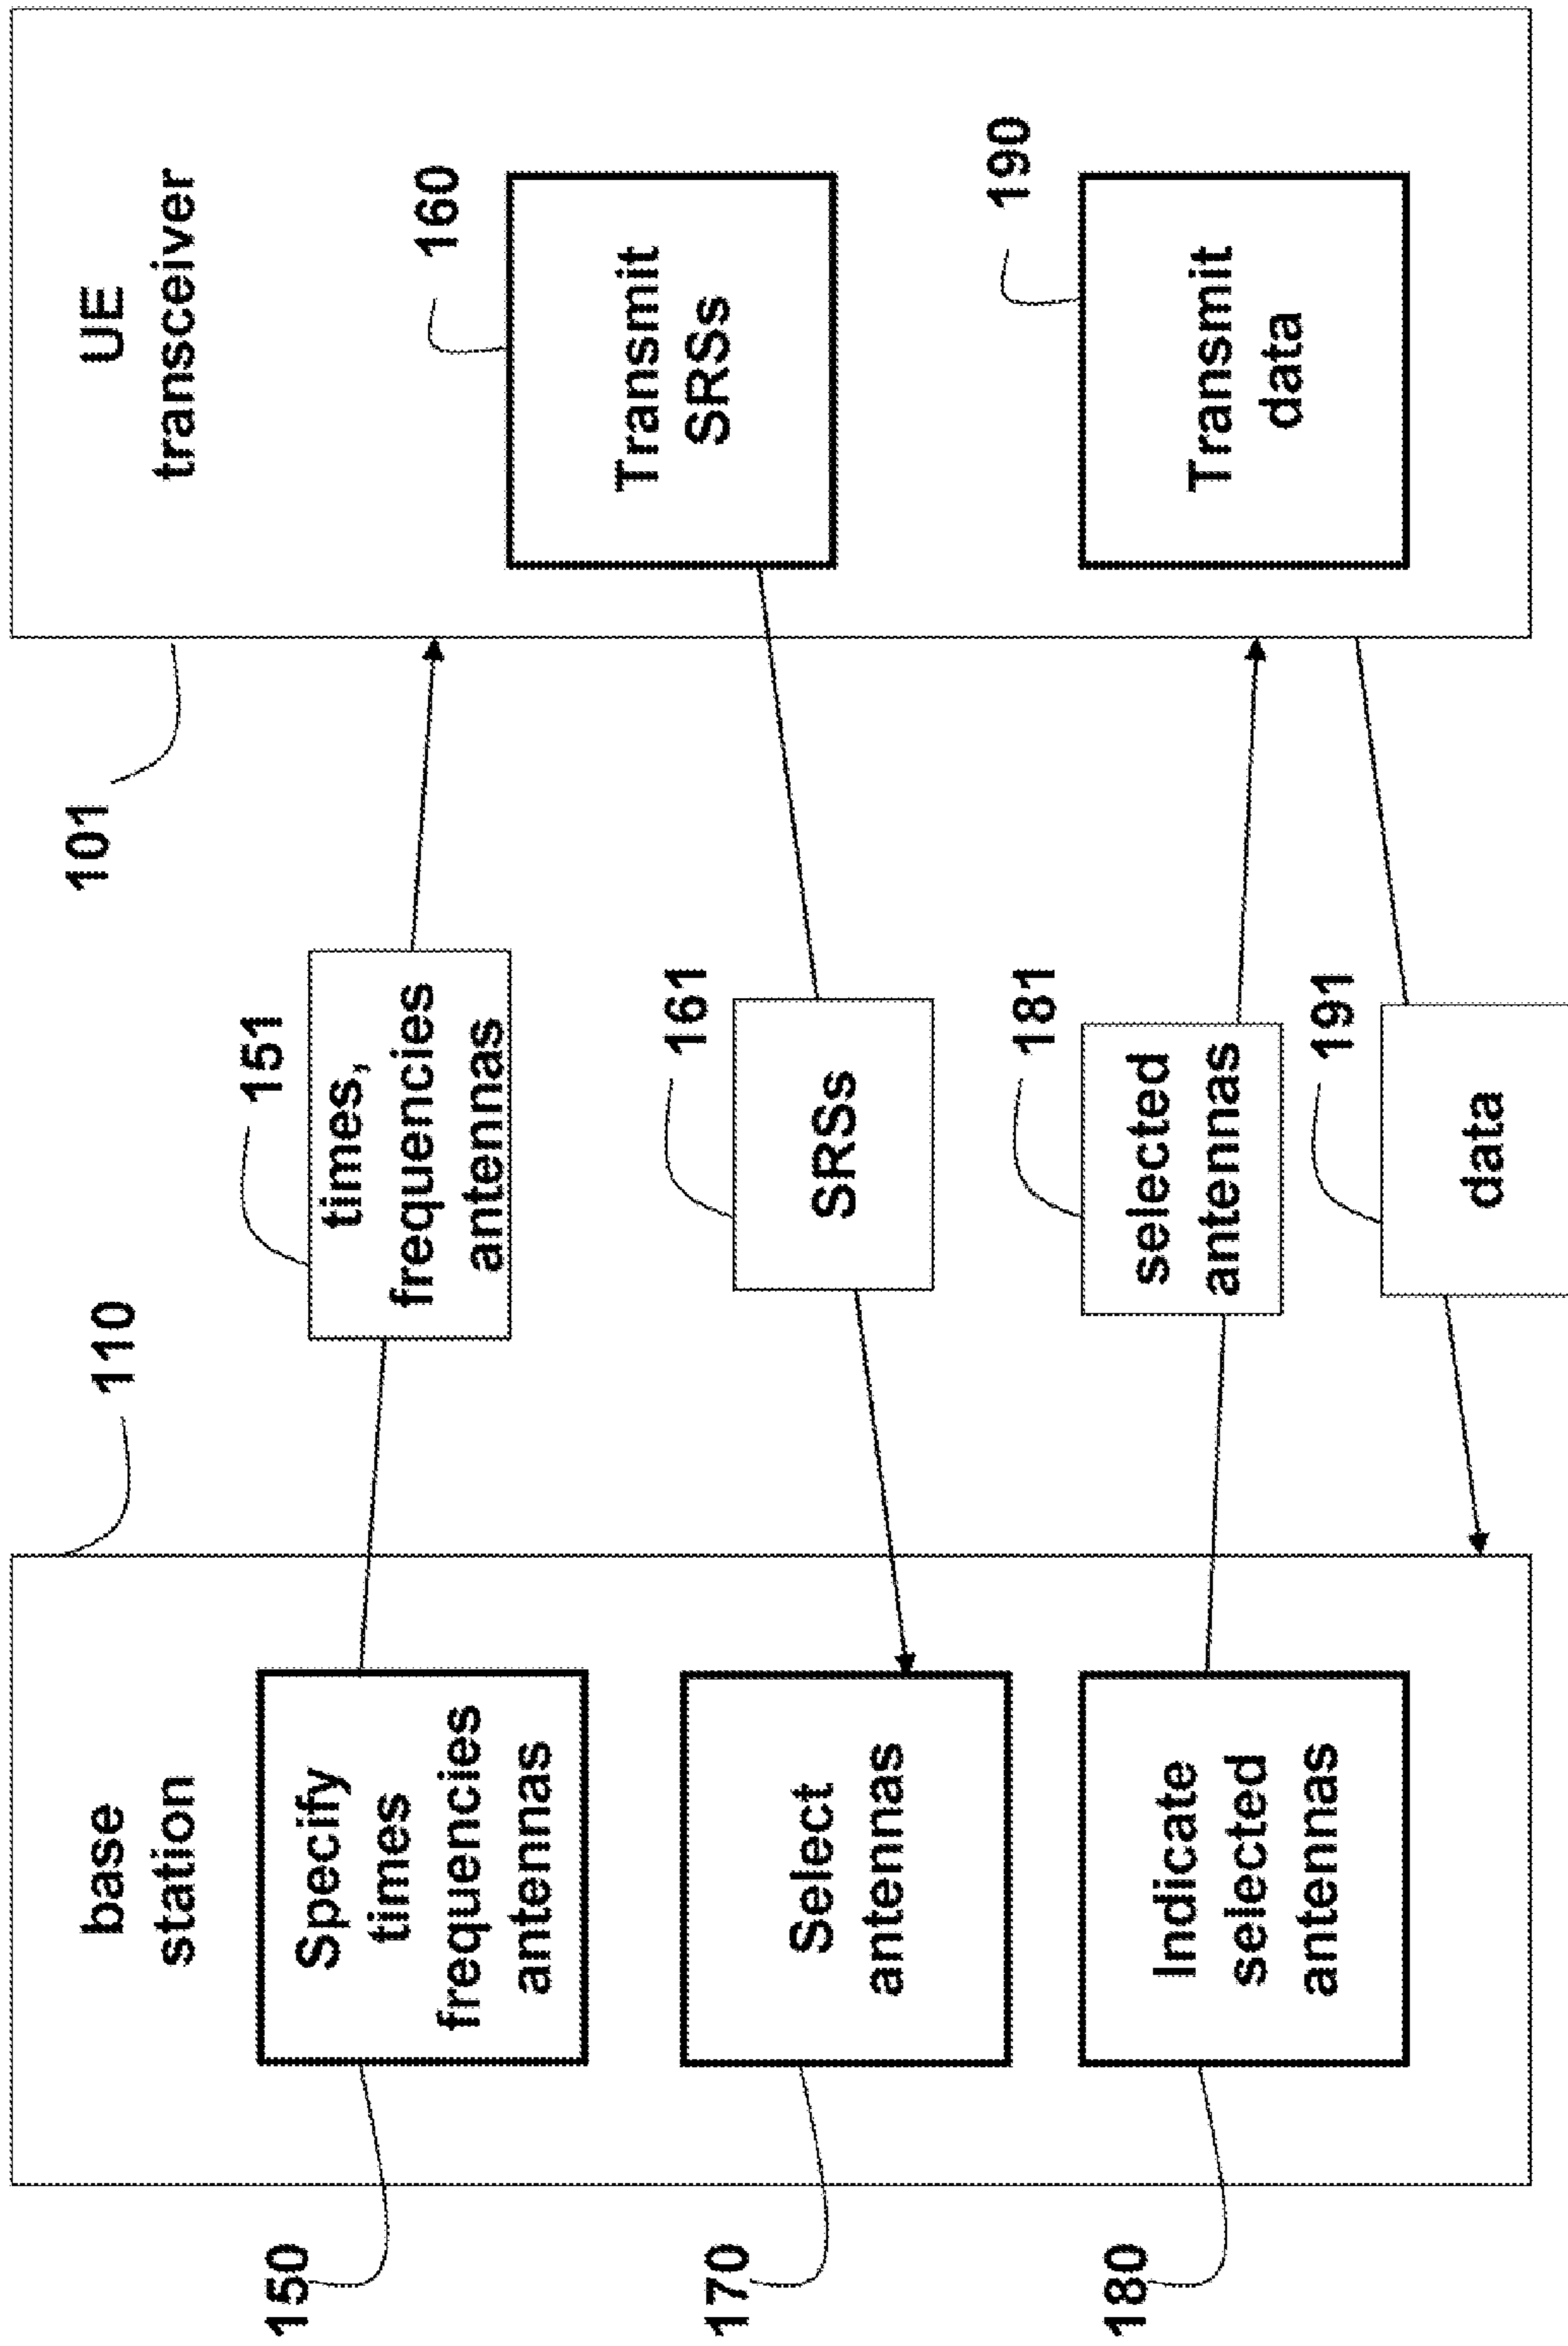 base
station
110
150
Specify
times
frequencies
antennas
170
Select
antennas
180
Indicate
selected
antennas
151
times,
frequencies
antennas
161
SRSs
181
selected
antennas
191
data
101
UE
transceiver
160
Transmit
SRSs
190
Transmit
data